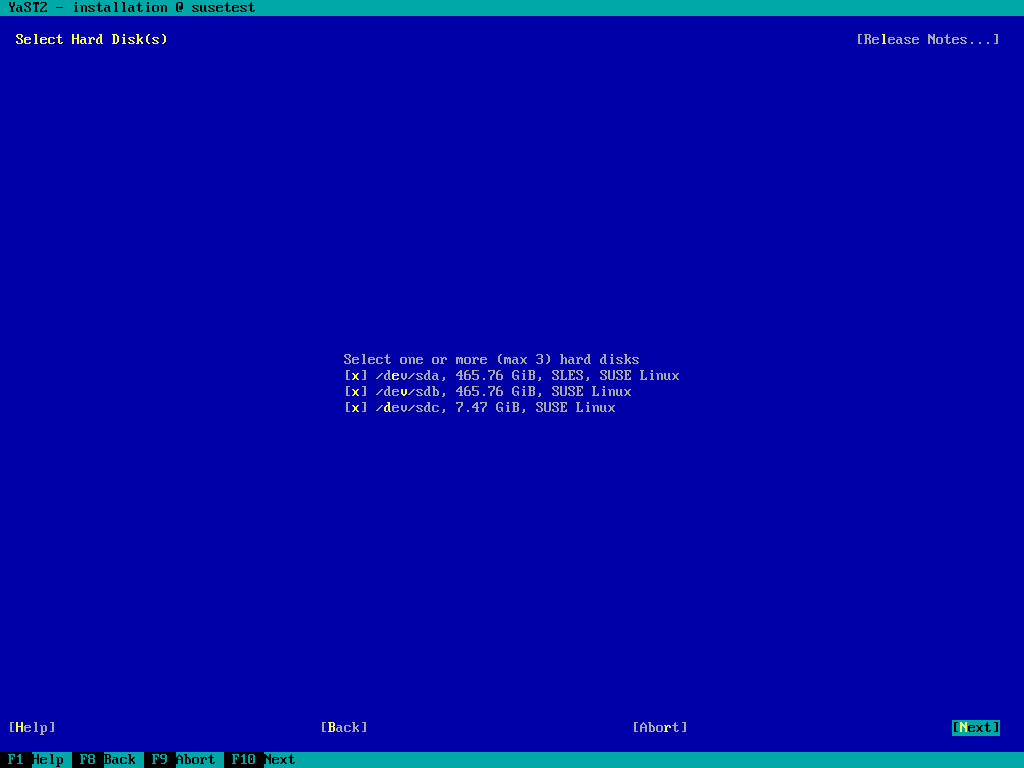 YaST2 - installation @ susetest
Select Hard Disk(s) [Release Notes...]
Select one or more (max 3) hard disks
[x] /dev/sda, 465.76 GiB, SLES, SUSE Linux
[x] /dev/sdb, 465.76 GiB, SUSE Linux
[x] /dev/sdc, 7.47 GiB, SUSE Linux
[Help] [Back] [Abort] [Next]
F1 Help F8 Back F9 Abort F10 Next